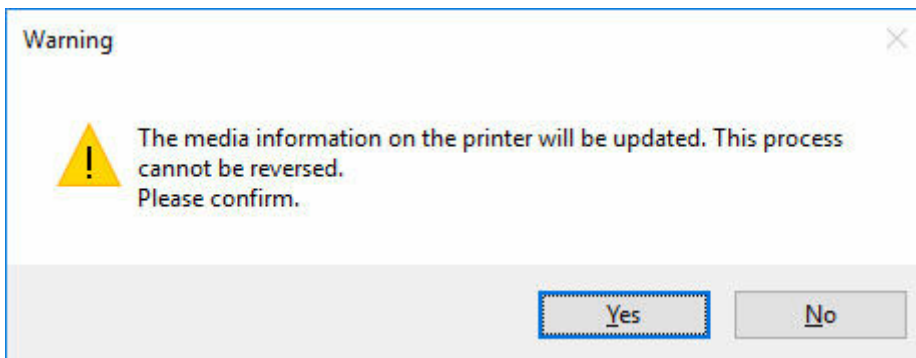 Warning
The media information on the printer will be updated. This process
cannot be reversed.
Please confirm.
Yes
No